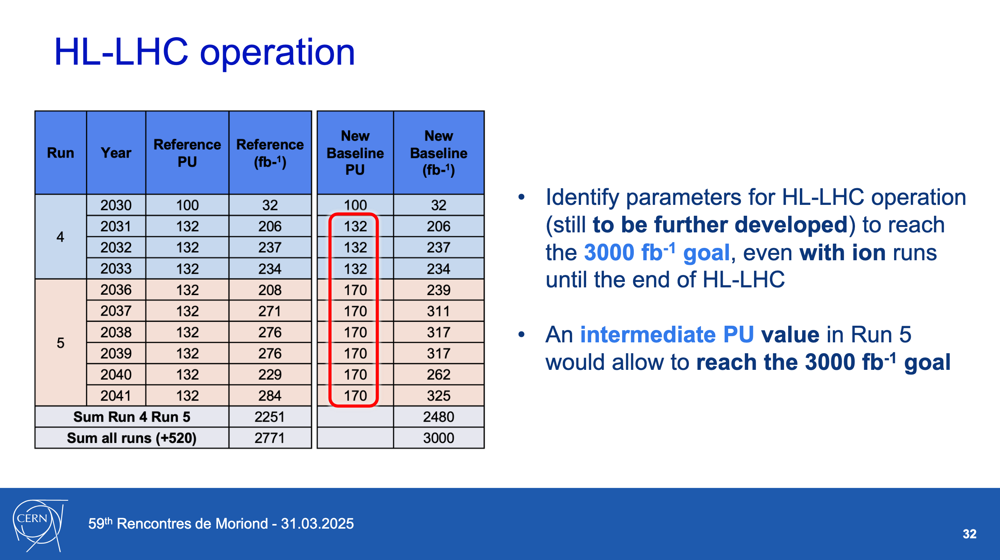 HL-LHC operation
Run Year Reference PU Reference (fb-¹) New Baseline PU New Baseline (fb-¹)
4
2030 100 32 100 32
2031 132 206 132 206
2032 132 237 132 237
2033 132 234 132 234
5
2036 132 208 170 239
2037 132 271 170 311
2038 132 276 170 317
2039 132 276 170 317
2040 132 229 170 262
2041 132 284 170 325
Sum Run 4 Run 5 2251 2480
Sum all runs (+520) 2771 3000
• Identify parameters for HL-LHC operation
(still to be further developed) to reach
the 3000 fb-¹ goal, even with ion runs
until the end of HL-LHC
• An intermediate PU value in Run 5
would allow to reach the 3000 fb-¹ goal
CERN
59th Rencontres de Moriond - 31.03.2025
32